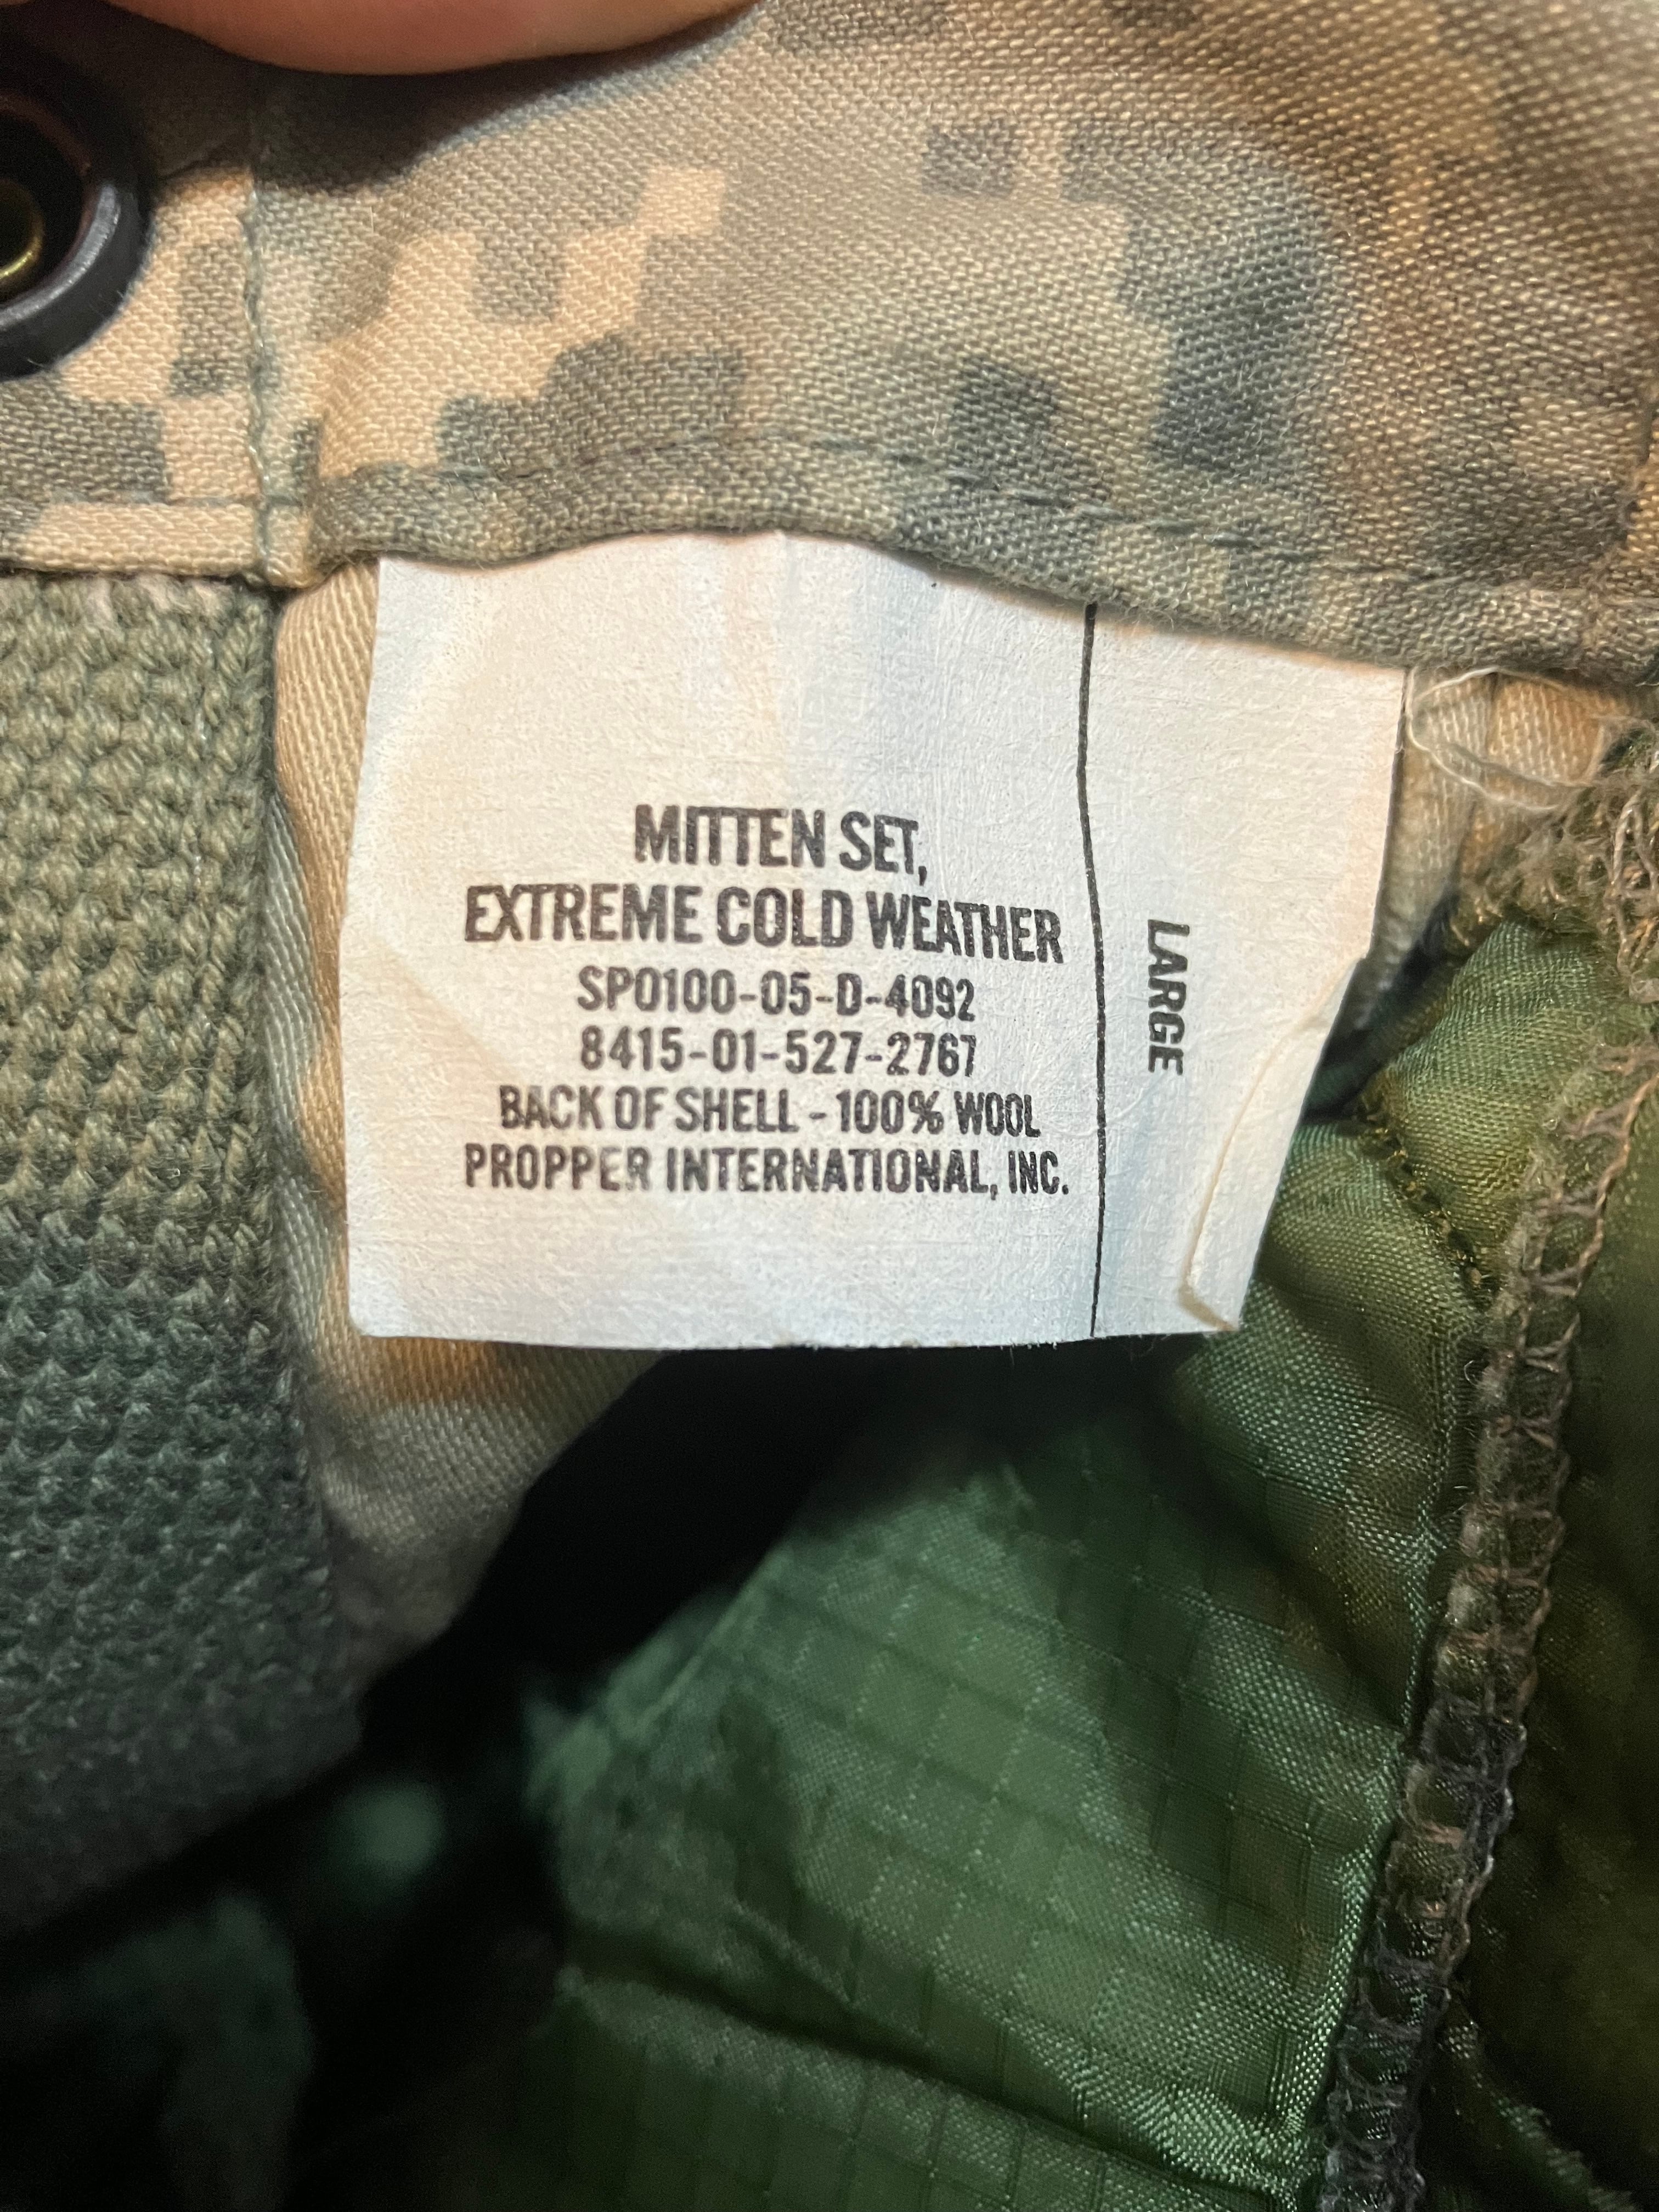 MITTEN SET,
EXTREME COLD WEATHER
SPO100-05-D-4092
8415-01-527-2767
BACK OF SHELL - 100% WOOL
PROPPER INTERNATIONAL, INC.
LARGE